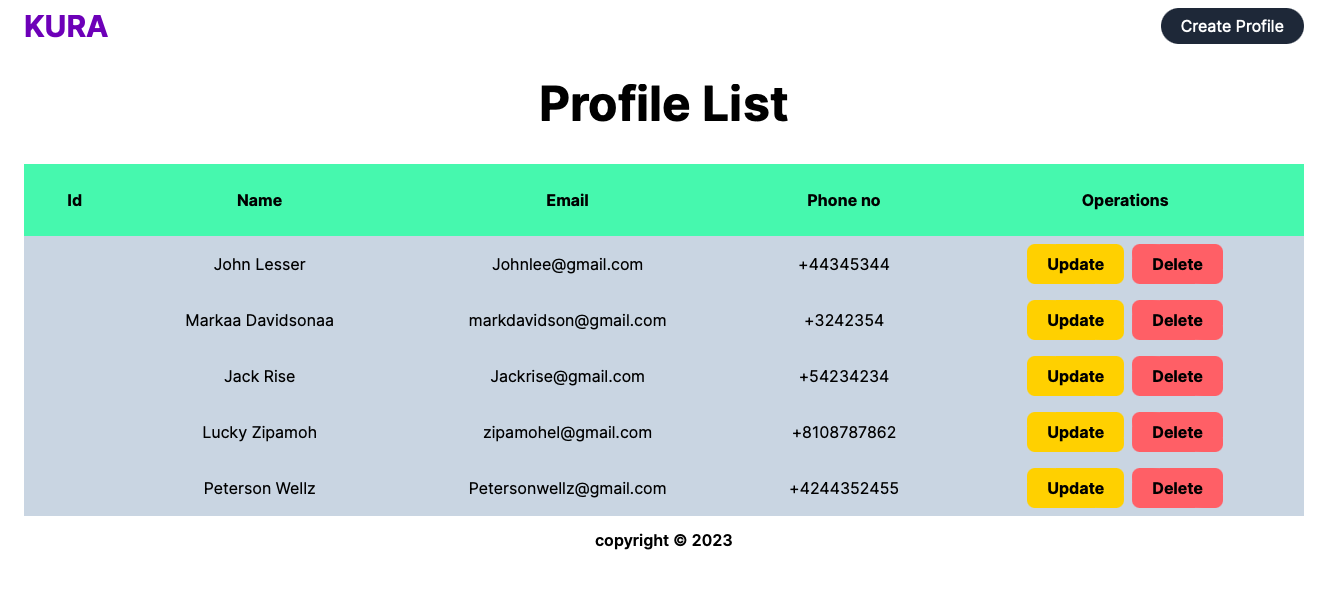 KURA Create Profile
Profile List
Id Name Email Phone no Operations
John Lesser Johnlee@gmail.com +44345344 Update Delete
Markaa Davidsonaa markdavidson@gmail.com +3242354 Update Delete
Jack Rise Jackrise@gmail.com +54234234 Update Delete
Lucky Zipamoh zipamohel@gmail.com +8108787862 Update Delete
Peterson Wellz Petersonwellz@gmail.com +4244352455 Update Delete
copyright © 2023